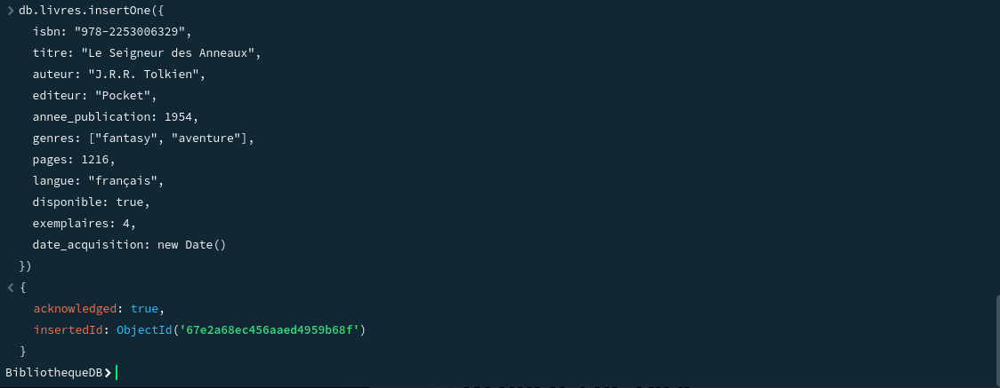 > db.livres.insertOne({
isbn: "978-2253006329",
titre: "Le Seigneur des Anneaux",
auteur: "J.R.R. Tolkien",
editeur: "Pocket",
annee_publication: 1954,
genres: ["fantasy", "aventure"],
pages: 1216,
langue: "français",
disponible: true,
exemplaires: 4,
date_acquisition: new Date()
})
< {
acknowledged: true,
insertedId: ObjectId('67e2a68ec456aaed4959b68f')
}
BibliothequeDB>